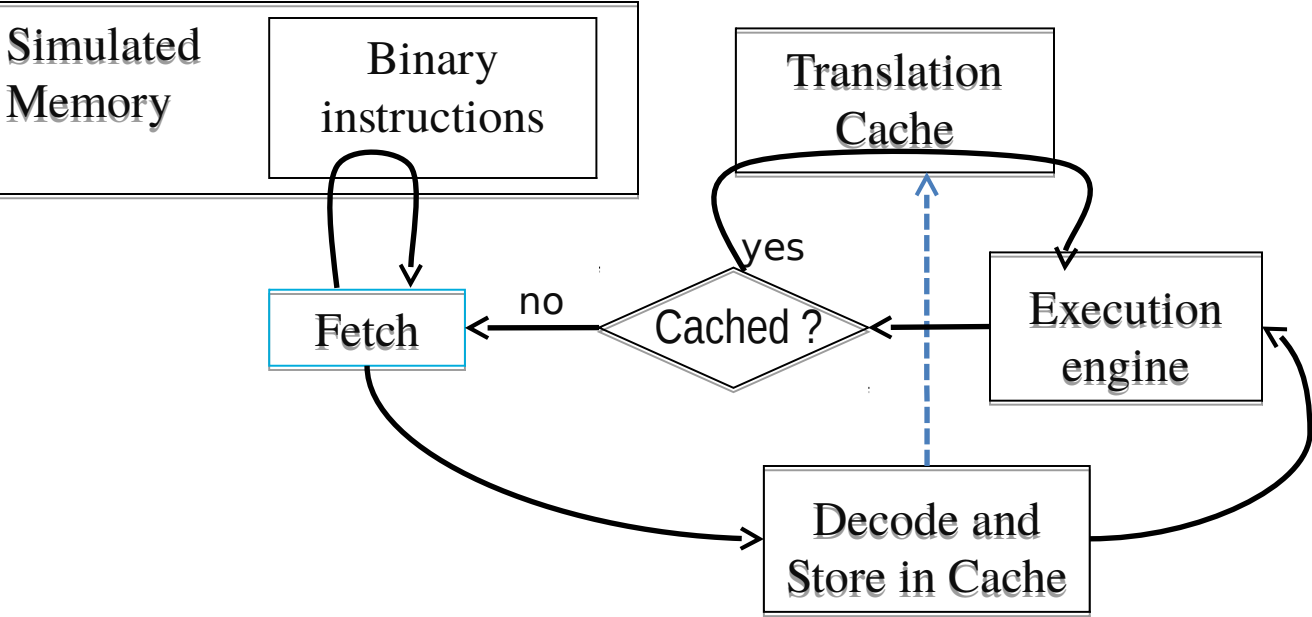 Simulated
Memory
Binary
instructions
Translation
Cache
yes
no
Fetch
Cached ?
Execution
engine
Decode and
Store in Cache